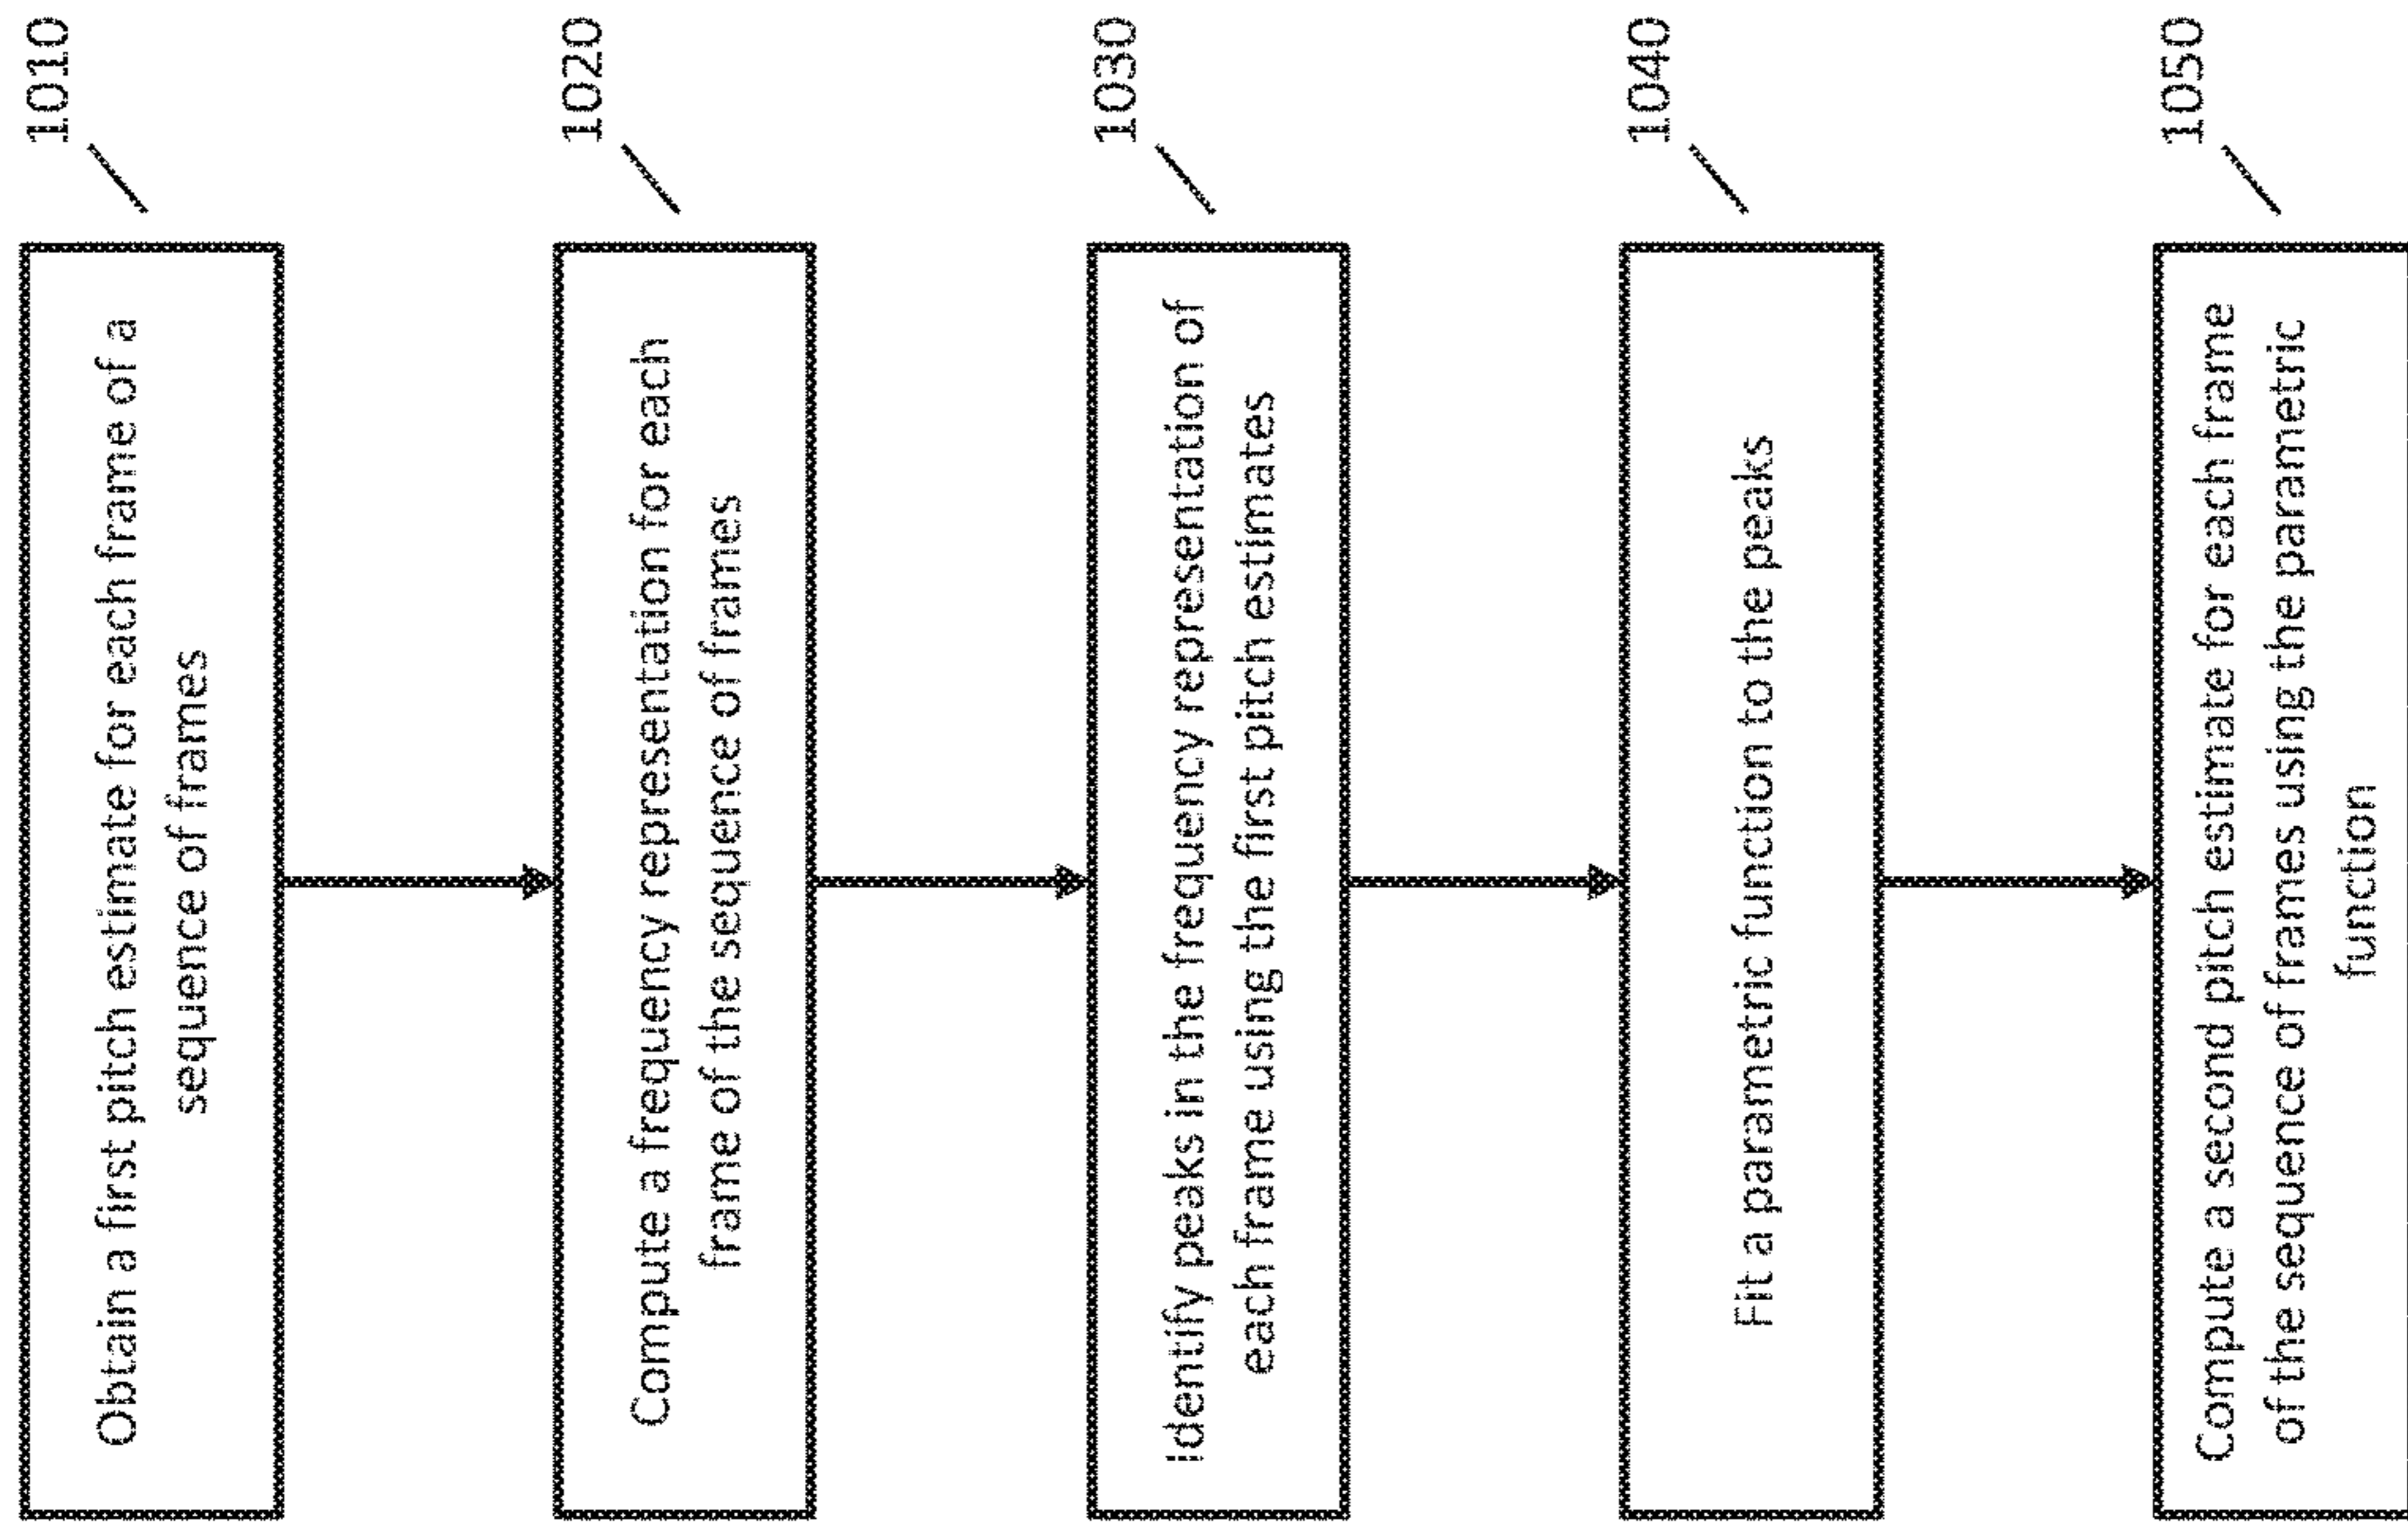 1010
Obtain a first pitch estimate for each frame of a
sequence of frames
1020
Compute a frequency representation for each
frame of the sequence of frames
1030
Identify peaks in the frequency representation of
each frame using the first pitch estimates
1040
Fit a parametric function to the peaks
1050
Compute a second pitch estimate for each frame
of the sequence of frames using the parametric
function